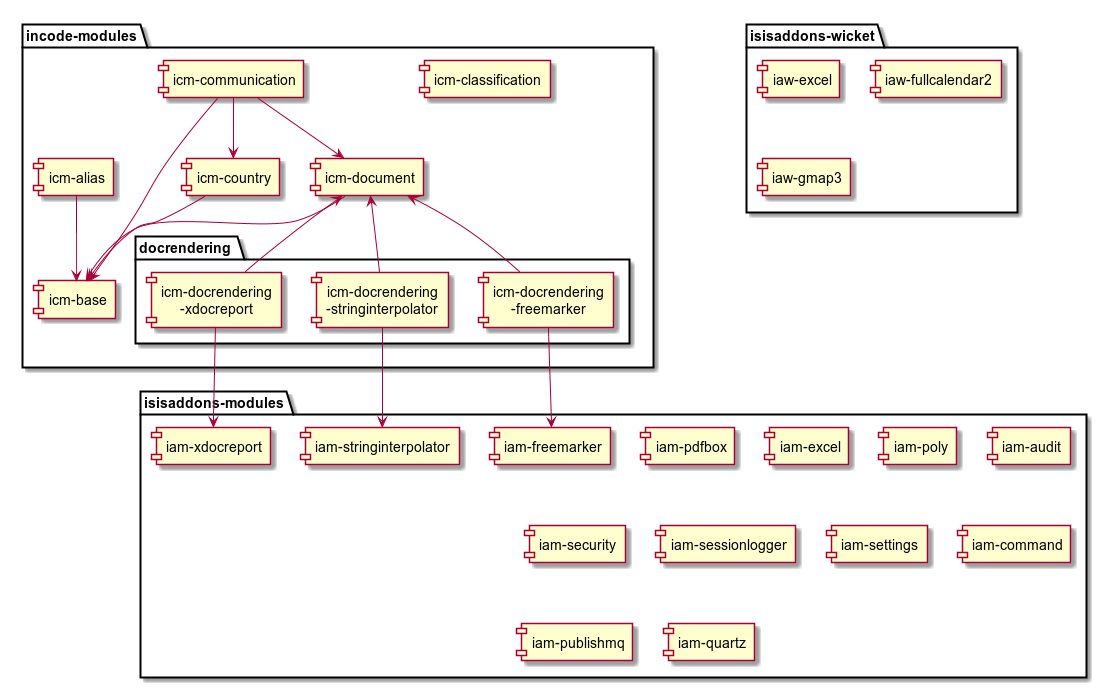 incode-modules
icm-communication
icm-classification
icm-alias
icm-country
icm-document
docrendering
icm-base
icm-docrendering
-xdocreport
icm-docrendering
-stringinterpolator
icm-docrendering
-freemarker
isisaddons-wicket
iaw-excel
iaw-fullcalendar2
iaw-gmap3
isisaddons-modules
iam-xdocreport
iam-stringinterpolator
iam-freemarker
iam-pdfbox
iam-excel
iam-poly
iam-audit
iam-security
iam-sessionlogger
iam-settings
iam-command
iam-publishmq
iam-quartz